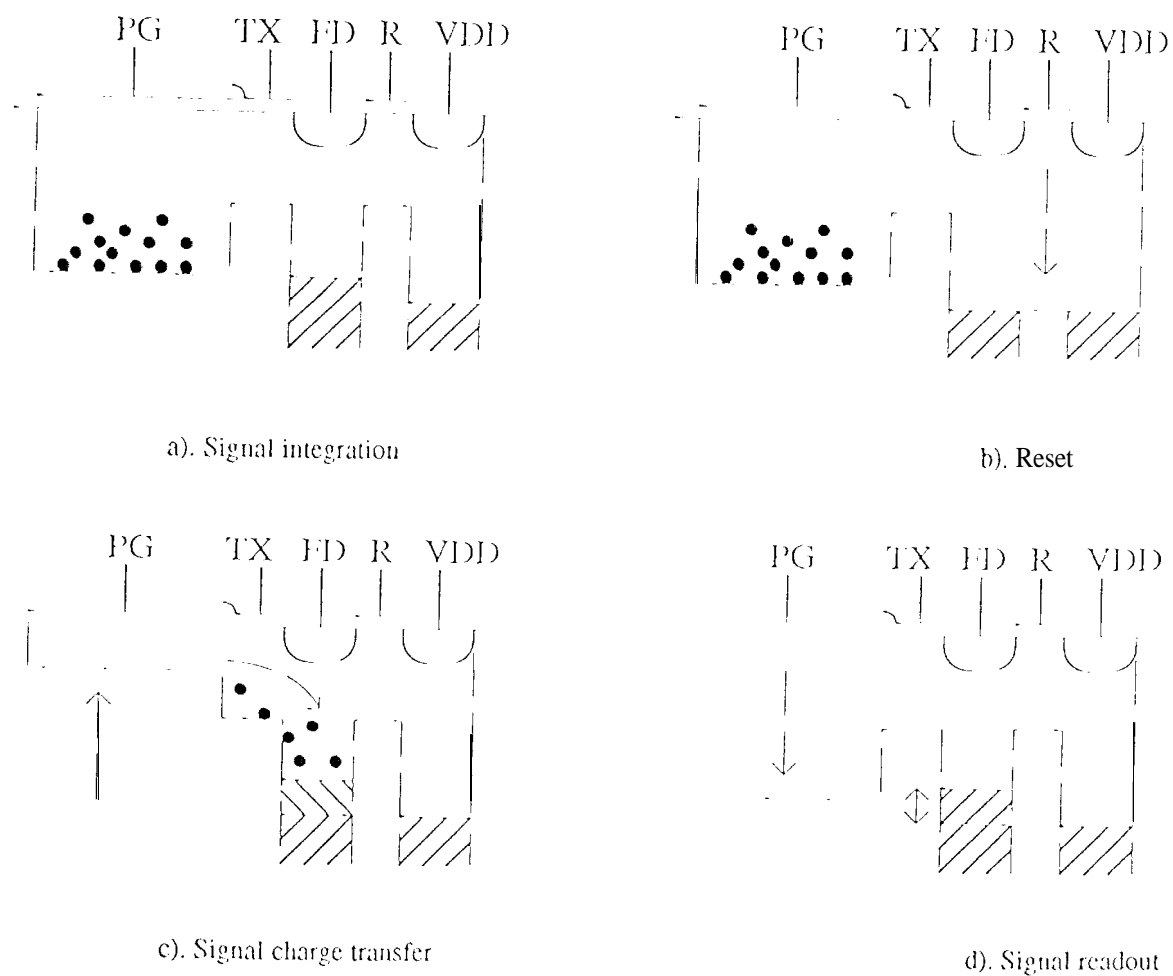 PG TX FD R VDD
PG TX FD R VDD
a). Signal integration
b). Reset
PG TX FD R VDD
PG TX FD R VDD
c). Signal charge transfer
d). Signal readout